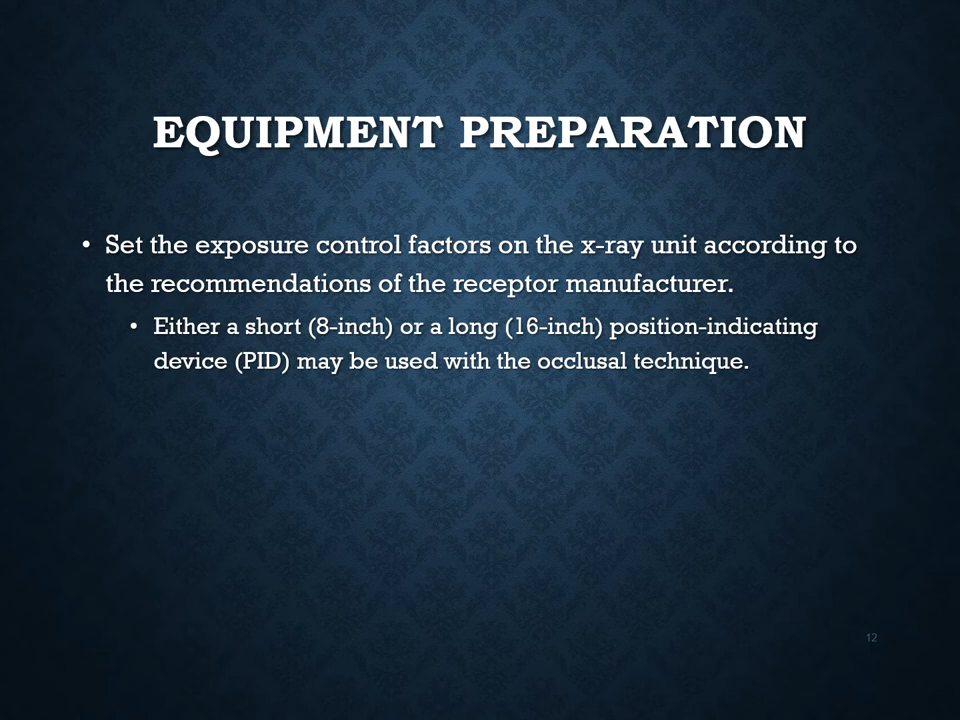 EQUIPMENT PREPARATION
• Set the exposure control factors on the x-ray unit according to
the recommendations of the receptor manufacturer.
• Either a short (8-inch) or a long (16-inch) position-indicating
device (PID) may be used with the occlusal technique.
12